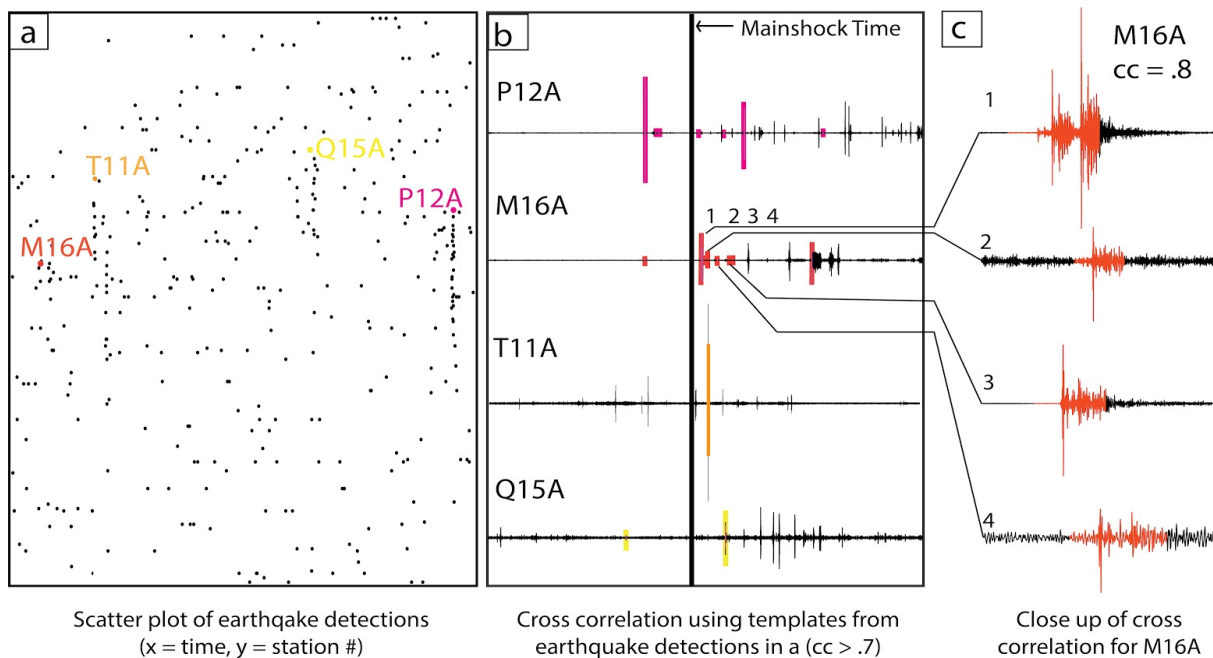 a
T11A
Q15A
P12A
M16A
Scatter plot of earthqake detections
(x = time, y = station #)
b
Mainshock Time
P12A
M16A
1 2 3 4
T11A
Q15A
Cross correlation using templates from
earthquake detections in a (cc > .7)
c
M16A
cc = .8
1
2
3
4
Close up of cross
correlation for M16A